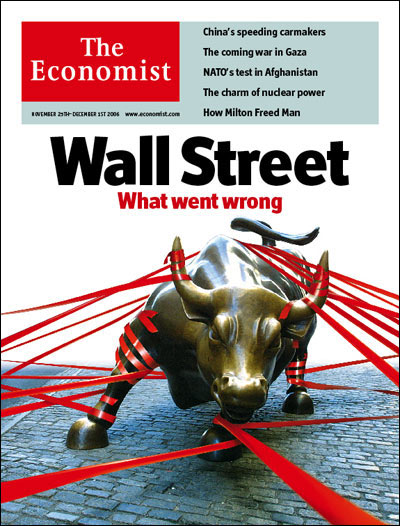 The
Economist
NOVEMBER 25TH–DECEMBER 1ST 2006 www.economist.com
China's speeding carmakers
The coming war in Gaza
NATO's test in Afghanistan
The charm of nuclear power
How Milton Freed Man
Wall Street
What went wrong